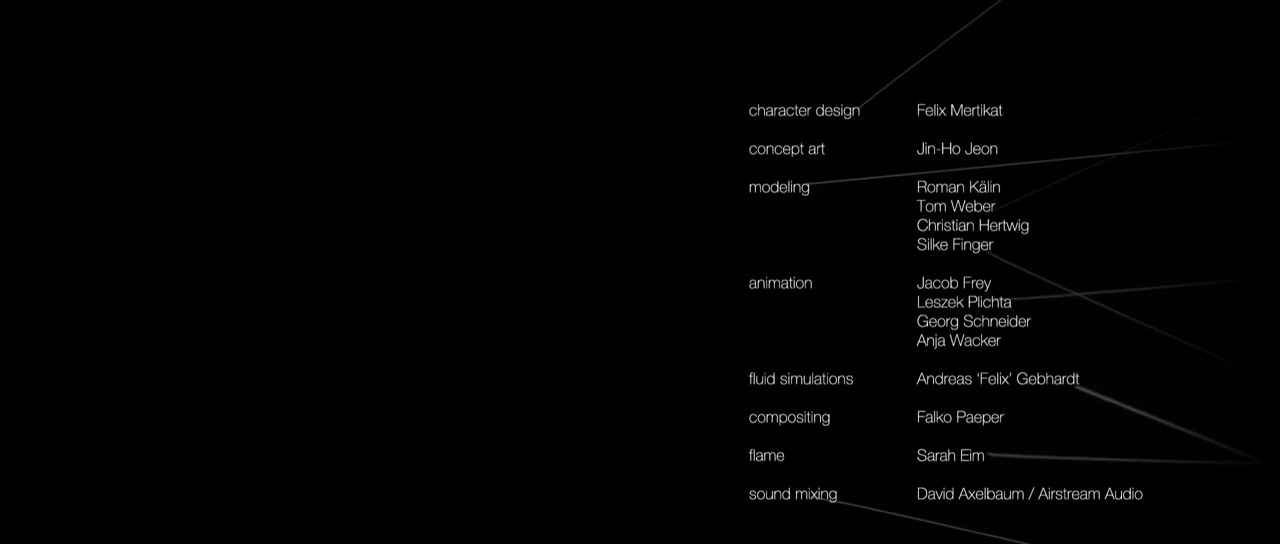 character design Felix Mertikat
concept art Jin-Ho Jeon
modeling Roman Kälin
Tom Weber
Christian Hertwig
Silke Finger
animation Jacob Frey
Leszek Plichta
Georg Schneider
Anja Wacker
fluid simulations Andreas ‘Felix’ Gebhardt
compositing Falko Paeper
flame Sarah Eim
sound mixing David Axelbaum / Airstream Audio